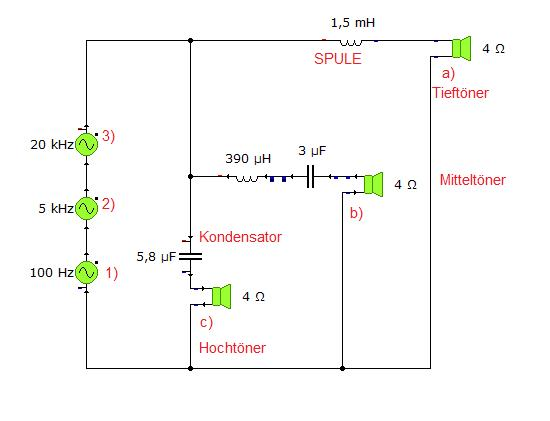 1,5 mH
SPULE
4 Ω
a)
Tieftöner
20 kHz
3)
390 µH
3 µF
4 Ω
Mitteltöner
5 kHz
2)
b)
Kondensator
5,8 µF
100 Hz
1)
4 Ω
c)
Hochtöner